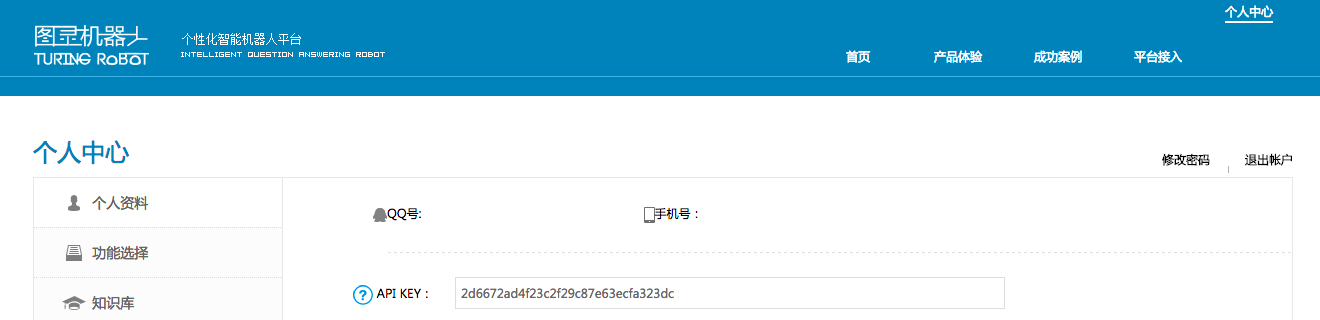 个人中心
图灵机器人
TURING ROBOT
个性化智能机器人平台
INTELLIGENT QUESTION ANSWERING ROBOT
首页 产品体验 成功案例 平台接入
个人中心
修改密码 退出帐户
个人资料
QQ号: 手机号：
功能选择
? API KEY： 2d6672ad4f23c2f29c87e63ecfa323dc
知识库